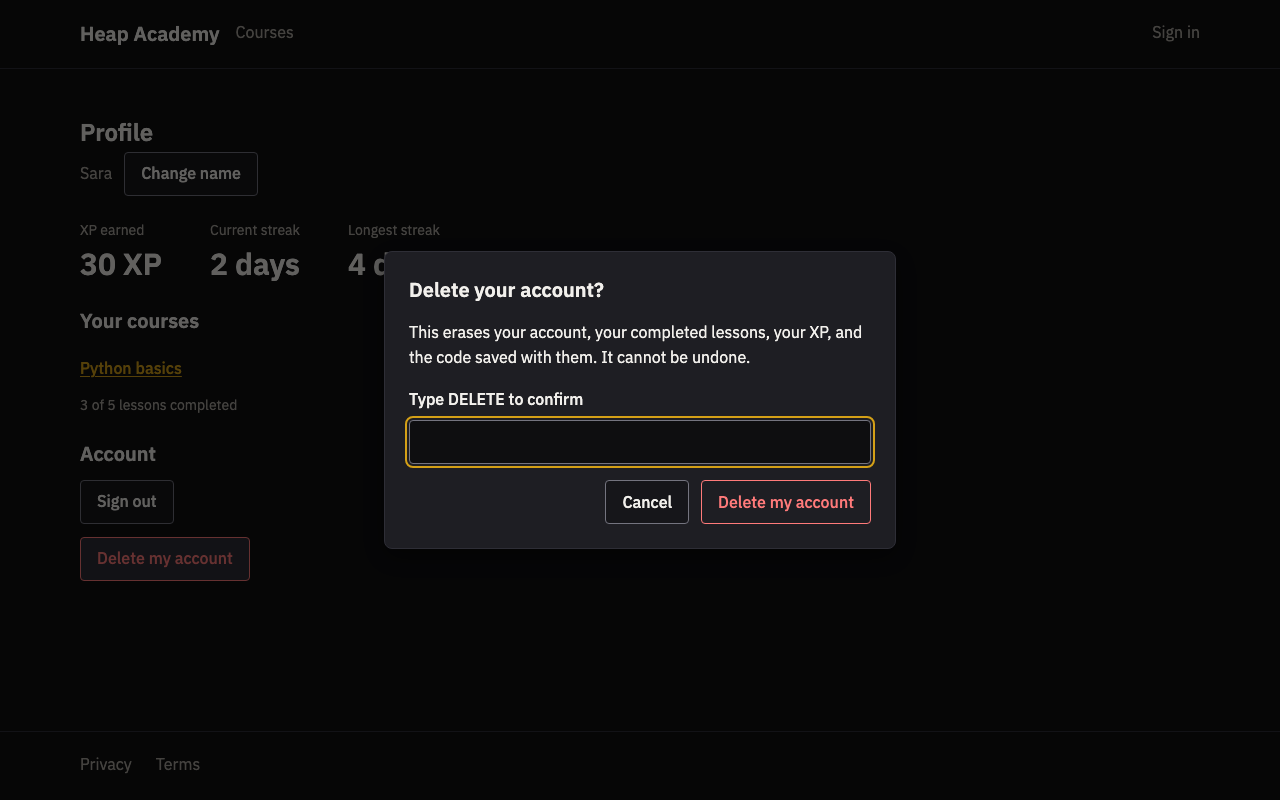 Heap Academy Courses Sign in
Profile
Sara Change name
XP earned Current streak Longest streak
30 XP 2 days 4 d
Delete your account?
This erases your account, your completed lessons, your XP, and
the code saved with them. It cannot be undone.
Type DELETE to confirm
Cancel Delete my account
Your courses
Python basics
3 of 5 lessons completed
Account
Sign out
Delete my account
Privacy Terms